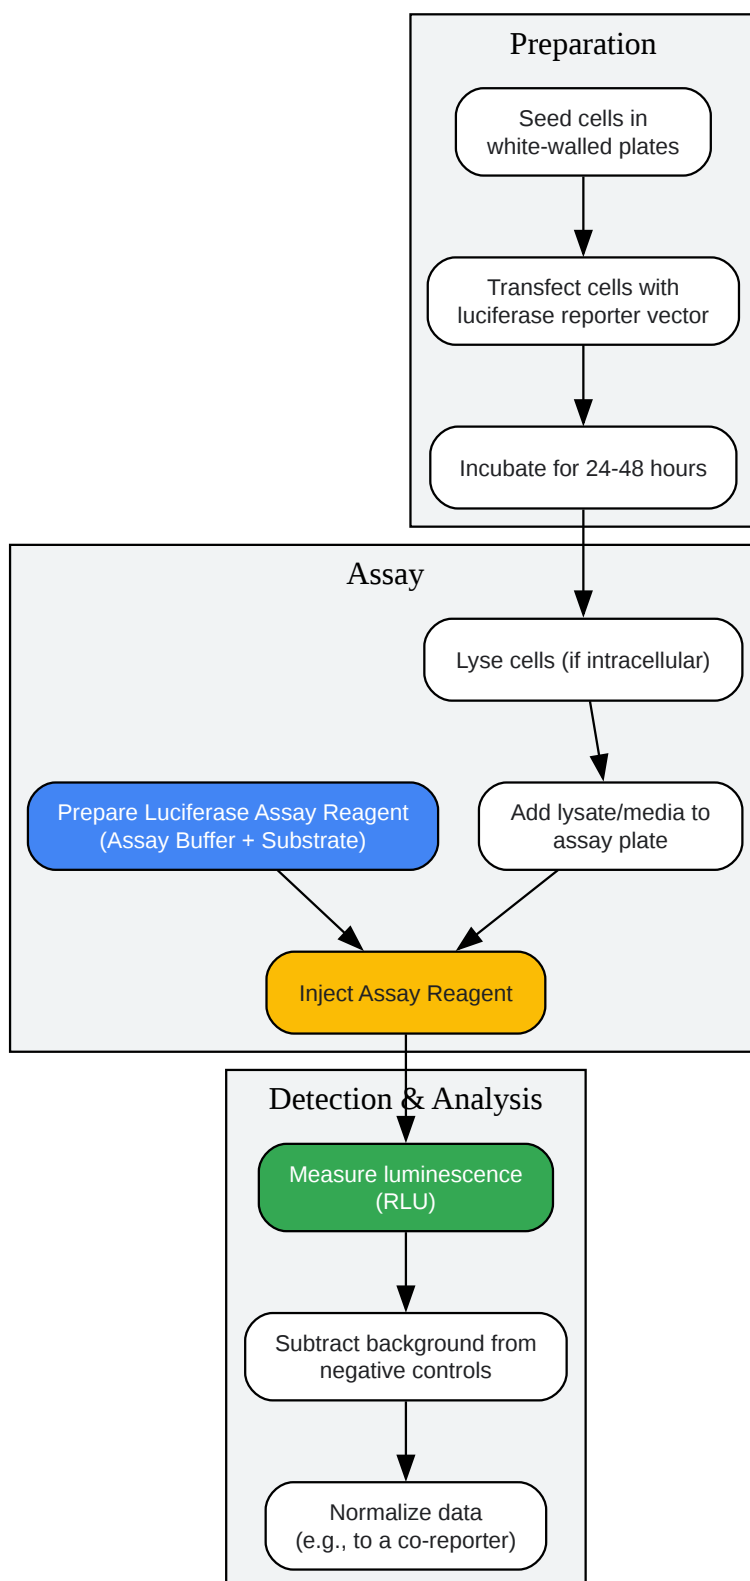 Preparation
Seed cells in
white-walled plates
Transfect cells with
luciferase reporter vector
Incubate for 24-48 hours
Assay
Lyse cells (if intracellular)
Prepare Luciferase Assay Reagent
(Assay Buffer + Substrate)
Add lysate/media to
assay plate
Inject Assay Reagent
Detection & Analysis
Measure luminescence
(RLU)
Subtract background from
negative controls
Normalize data
(e.g., to a co-reporter)